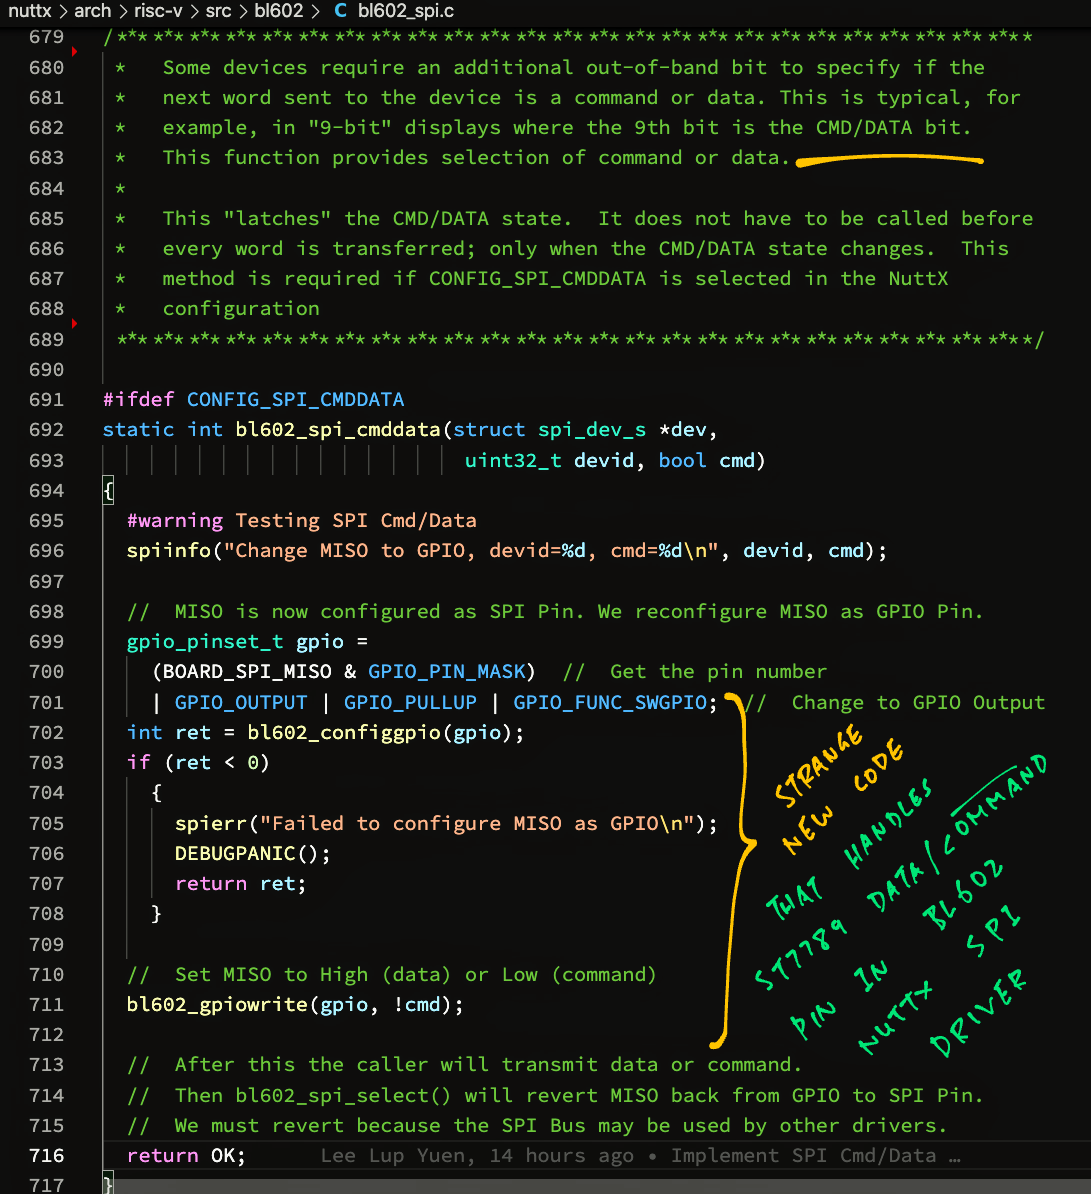 nuttx > arch > risc-v > src > bl602 > C bl602_spi.c
679 /****************************************************************************
680  *   Some devices require an additional out-of-band bit to specify if the
681  *   next word sent to the device is a command or data. This is typical, for
682  *   example, in "9-bit" displays where the 9th bit is the CMD/DATA bit.
683  *   This function provides selection of command or data.
684  *
685  *   This "latches" the CMD/DATA state.  It does not have to be called before
686  *   every word is transferred; only when the CMD/DATA state changes.  This
687  *   method is required if CONFIG_SPI_CMDDATA is selected in the NuttX
688  *   configuration
689  ****************************************************************************/
690
691 #ifdef CONFIG_SPI_CMDDATA
692 static int bl602_spi_cmddata(struct spi_dev_s *dev,
693                               uint32_t devid, bool cmd)
694 {
695   #warning Testing SPI Cmd/Data
696   spiinfo("Change MISO to GPIO, devid=%d, cmd=%d\n", devid, cmd);
697
698   //  MISO is now configured as SPI Pin. We reconfigure MISO as GPIO Pin.
699   gpio_pinset_t gpio =
700     (BOARD_SPI_MISO & GPIO_PIN_MASK)  //  Get the pin number
701     | GPIO_OUTPUT | GPIO_PULLUP | GPIO_FUNC_SWGPIO;  //  Change to GPIO Output
702   int ret = bl602_configgpio(gpio);
703   if (ret < 0)
704     {
705       spierr("Failed to configure MISO as GPIO\n");
706       DEBUGPANIC();
707       return ret;
708     }
709
710   //  Set MISO to High (data) or Low (command)
711   bl602_gpiowrite(gpio, !cmd);
712
713   //  After this the caller will transmit data or command.
714   //  Then bl602_spi_select() will revert MISO back from GPIO to SPI Pin.
715   //  We must revert because the SPI Bus may be used by other drivers.
716   return OK;      Lee Lup Yuen, 14 hours ago • Implement SPI Cmd/Data …
717 }
STRANGE
NEW CODE
THAT HANDLES
ST7789 DATA/COMMAND
PIN IN BL602
NUTTX SPI
DRIVER